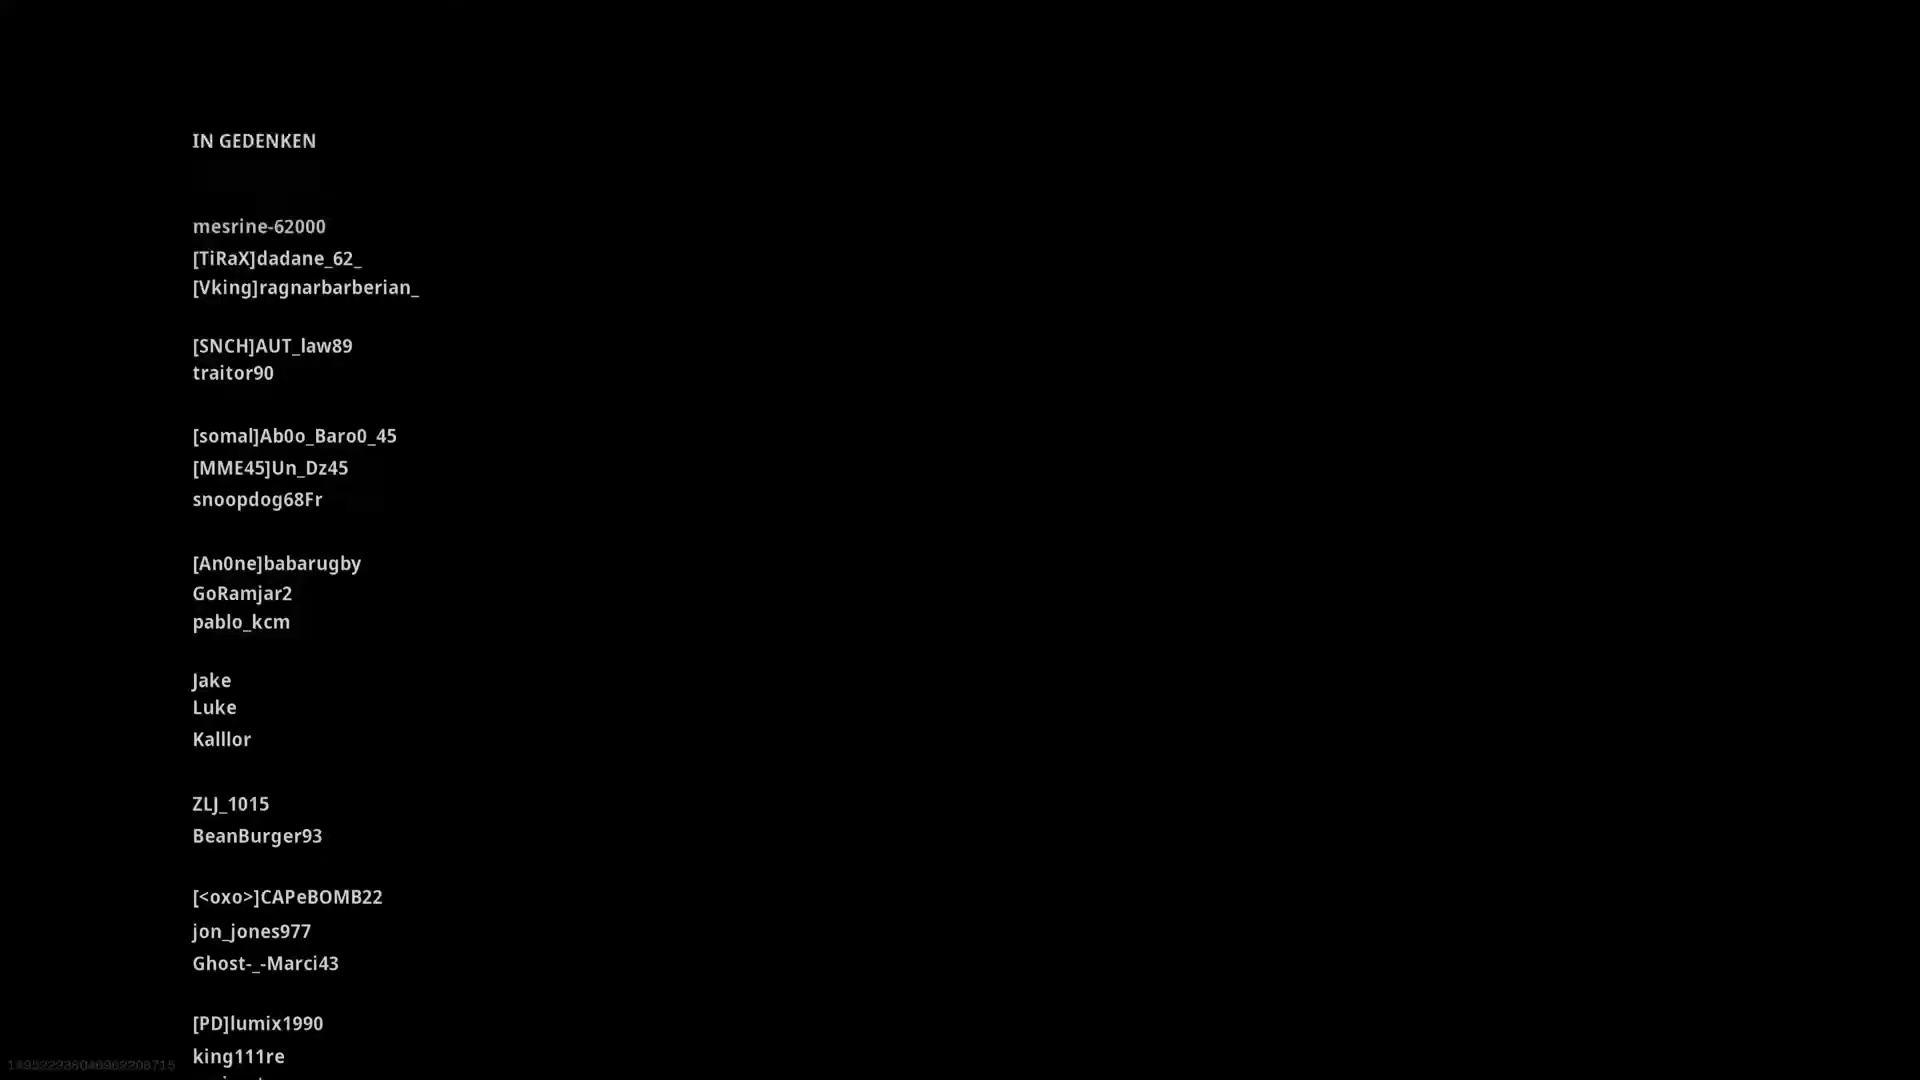 IN GEDENKEN
mesrine-62000
[TiRaX]dadane_62_
[Vking]ragnarbarberian_
[SNCH]AUT_law89
traitor90
[somal]Ab0o_Baro0_45
[MME45]Un_Dz45
snoopdog68Fr
[An0ne]babarugby
GoRamjar2
pablo_kcm
Jake
Luke
Kalllor
ZLJ_1015
BeanBurger93
[<oxo>]CAPeBOMB22
jon_jones977
Ghost-_-Marci43
[PD]lumix1990
king111re